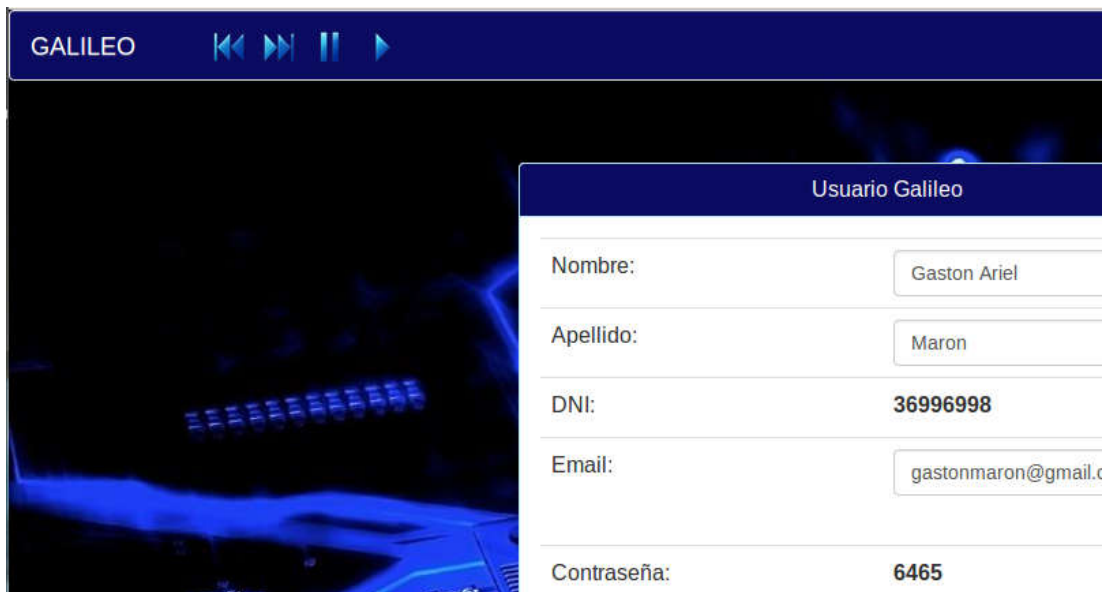 GALILEO
Usuario Galileo
Nombre: Gaston Ariel
Apellido: Maron
DNI: 36996998
Email: gastonmaron@gmail.c
Contraseña: 6465